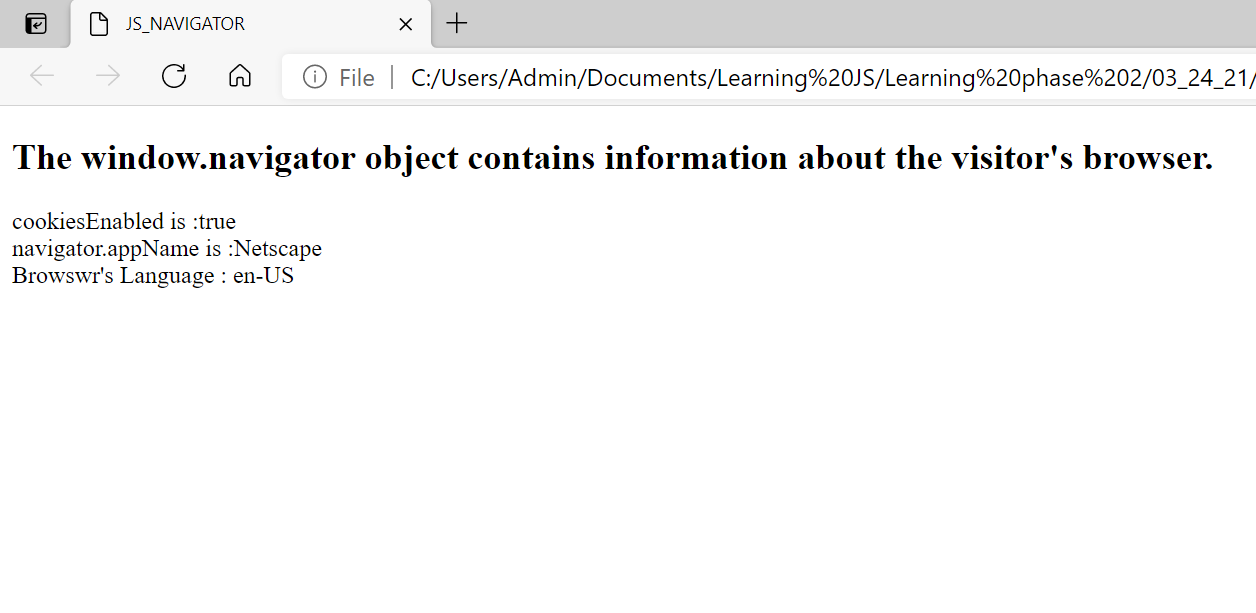 JS_NAVIGATOR
File | C:/Users/Admin/Documents/Learning%20JS/Learning%20phase%202/03_24_21/
The window.navigator object contains information about the visitor's browser.
cookiesEnabled is :true
navigator.appName is :Netscape
Browswr's Language : en-US